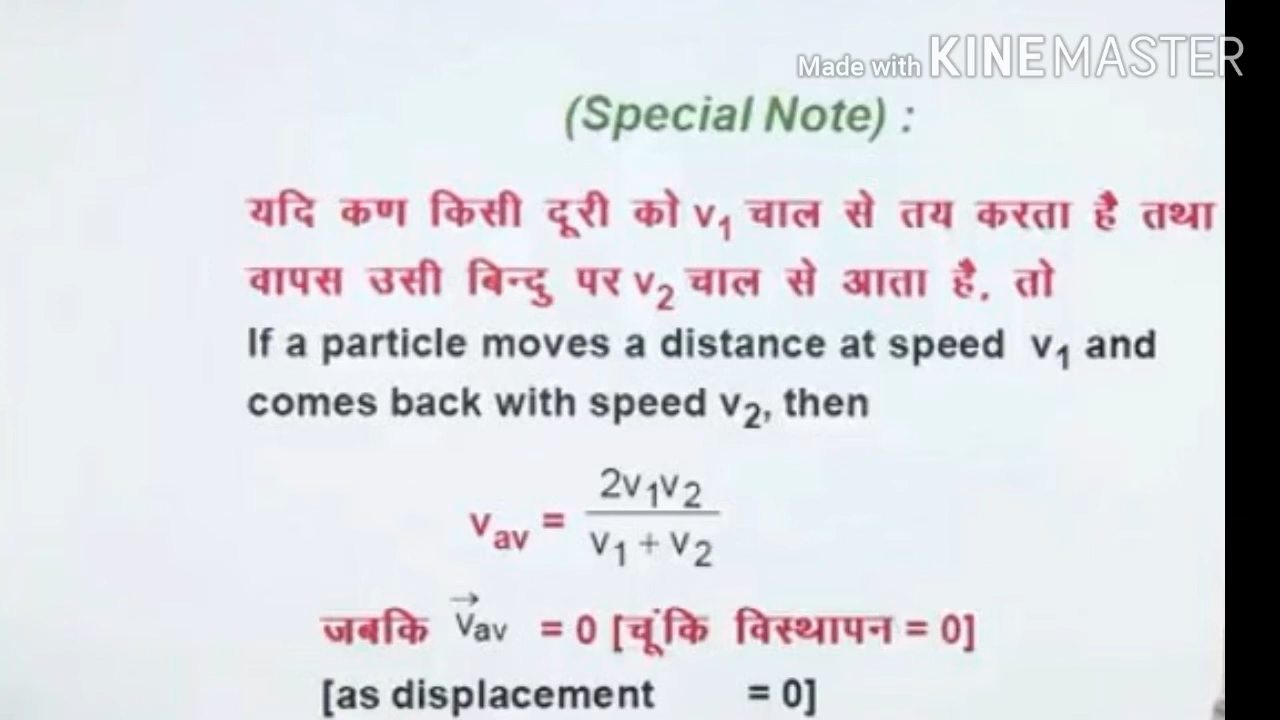 Made with KINEMASTER
(Special Note) :
यदि कण किसी दूरी को v₁ चाल से तय करता है तथा
वापस उसी बिन्दु पर v₂ चाल से आता है. तो
If a particle moves a distance at speed v₁ and
comes back with speed v₂, then
2v₁v₂
v_av = ―――
v₁ + v₂
जबकि v⃗_av = 0 [चूंकि विस्थापन = 0]
[as displacement = 0]